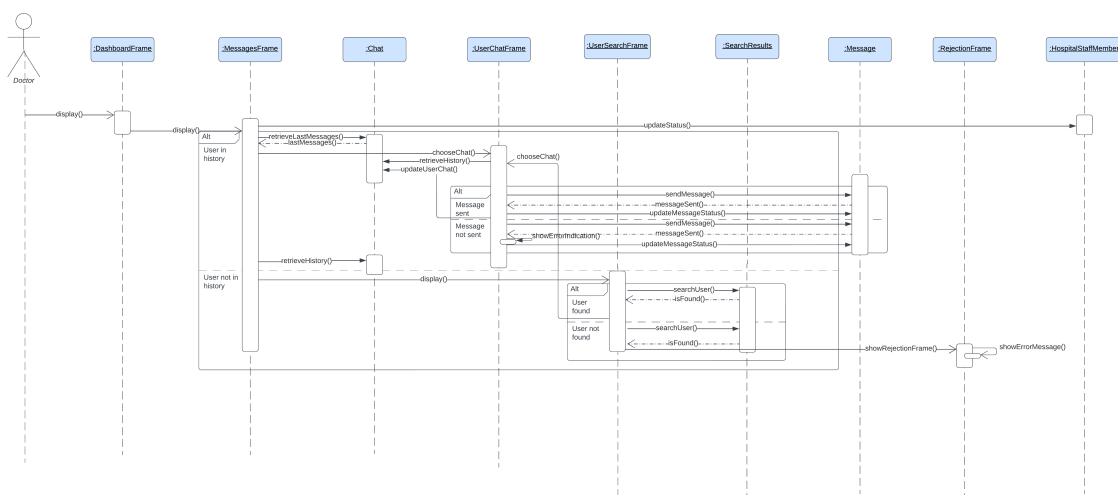 :DashboardFrame
:MessagesFrame
:Chat
:UserChatFrame
:UserSearchFrame
:SearchResults
:Message
:RejectionFrame
:HospitalStaffMember
Doctor
display()
display()
updateStatus()
Alt
retrieveLastMessages()
lastMessages()
User in
history
chooseChat()
chooseChat()
retrieveHistory()
updateUserChat()
Alt
sendMessage()
Message
sent
messageSent()
updateMessageStatus()
Message
not sent
sendMessage()
messageSent()
showErrorIndication()
updateMessageStatus()
retrieveHistory()
User not in
history
display()
Alt
searchUser()
isFound()
User
found
User not
found
searchUser()
isFound()
showRejectionFrame()
showErrorMessage()